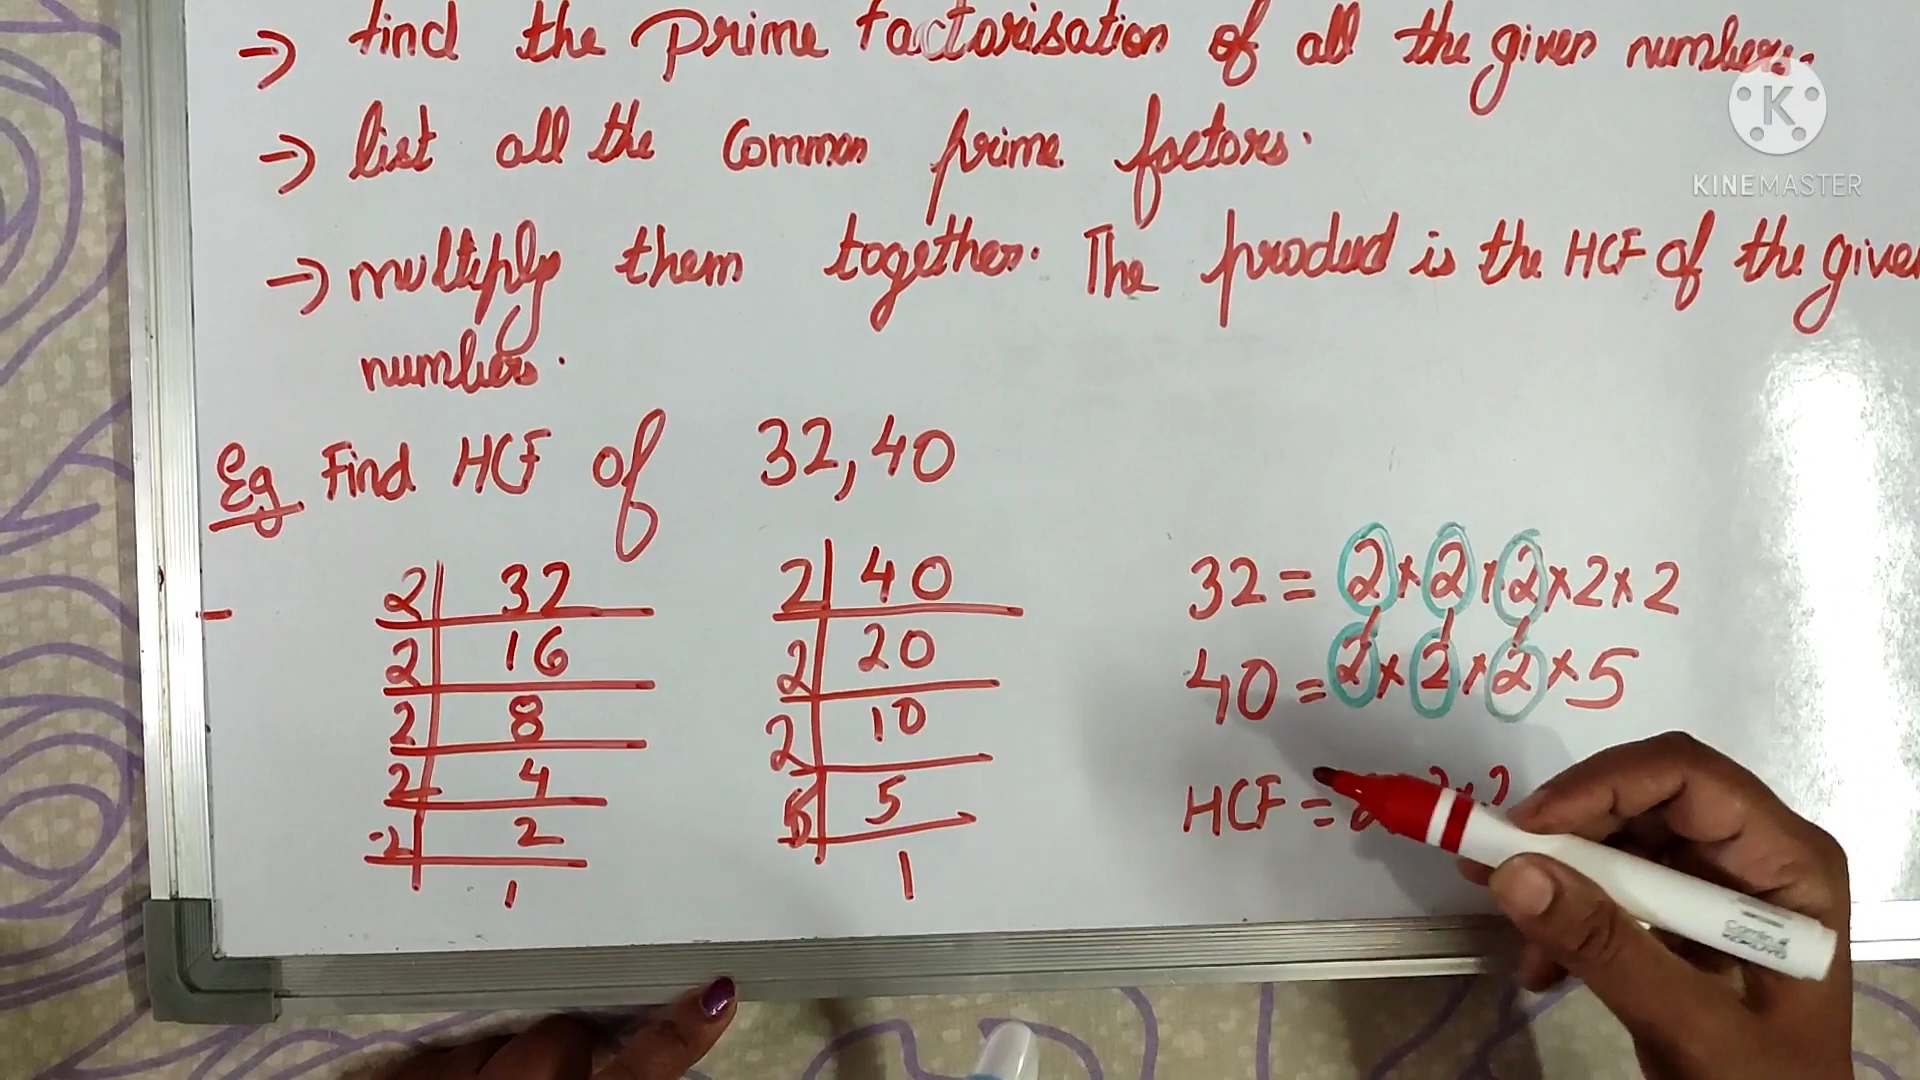 → find the Prime factorisation of all the given numbers.
→ list all the common prime factors.
→ multiply them together. The product is the HCF of the given
numbers.
Eg Find HCF of 32, 40
2 | 32
2 | 16
2 | 8
2 | 4
2 | 2
1
2 | 40
2 | 20
2 | 10
5 | 5
1
32 = 2 × 2 × 2 × 2 × 2
40 = 2 × 2 × 2 × 5
HCF = 2 × 2 × 2
K
KINEMASTER